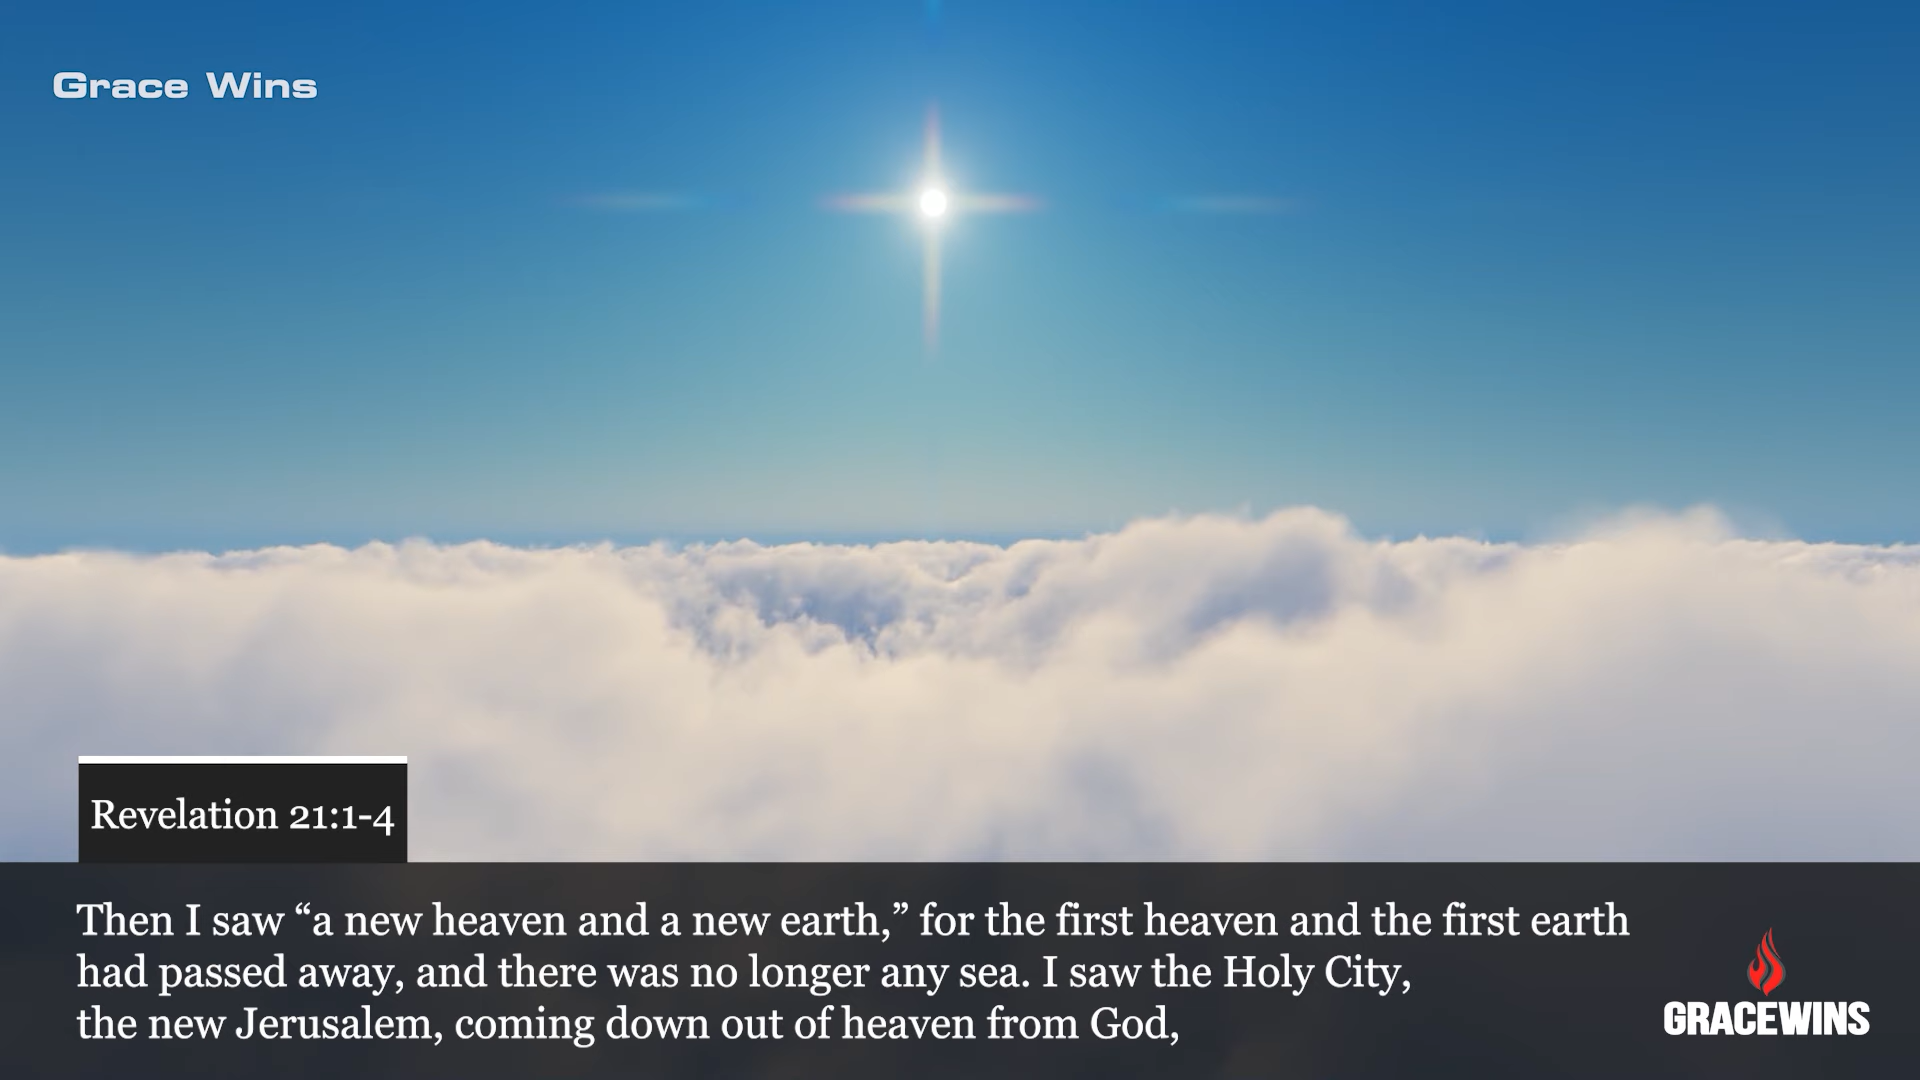 Grace Wins
Revelation 21:1-4
Then I saw “a new heaven and a new earth,” for the first heaven and the first earth
had passed away, and there was no longer any sea. I saw the Holy City,
the new Jerusalem, coming down out of heaven from God,
GRACEWINS